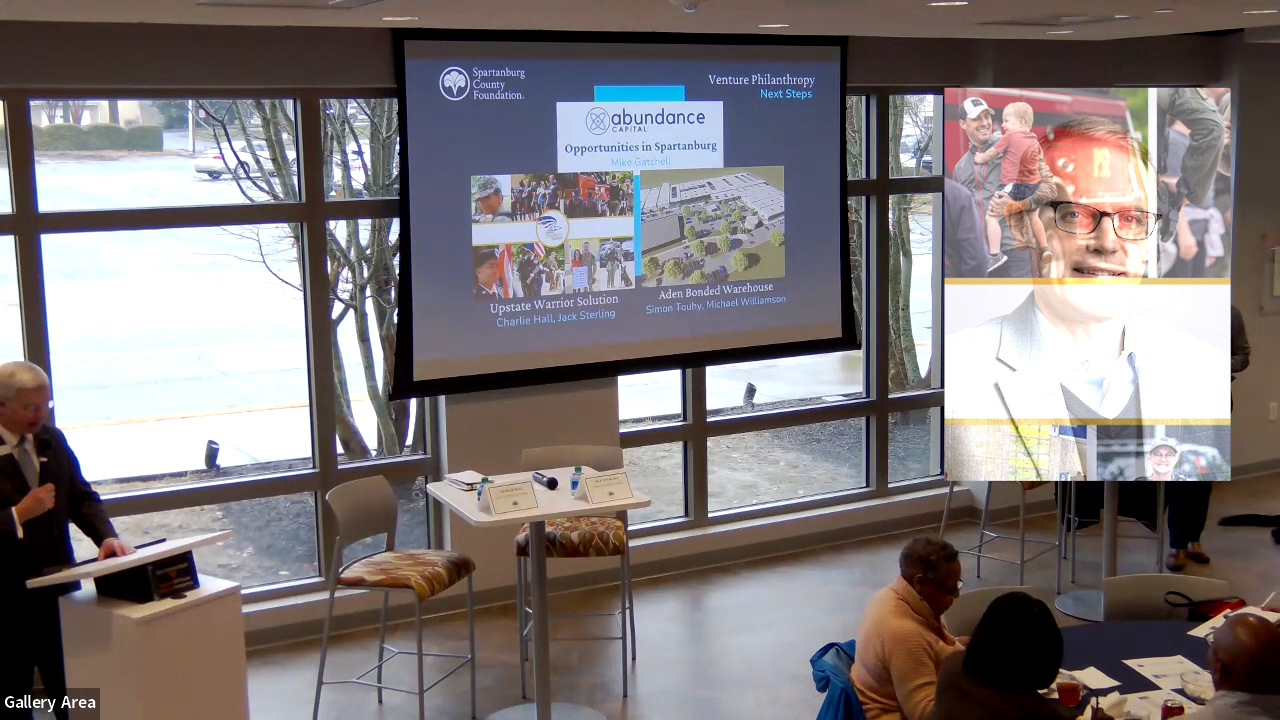 Spartanburg
County
Foundation.
Venture Philanthropy
Next Steps
abundance
CAPITAL
Opportunities in Spartanburg
Mike Gatchell
Upstate Warrior Solution
Charlie Hall, Jack Sterling
Aden Bonded Warehouse
Simon Touhy, Michael Williamson
Gallery Area